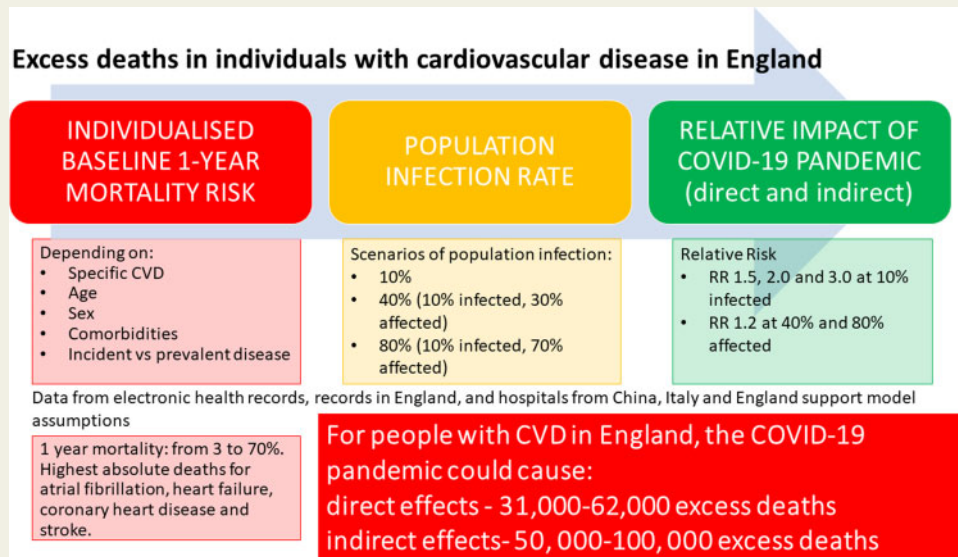 Excess deaths in individuals with cardiovascular disease in England
INDIVIDUALISED
BASELINE 1-YEAR
MORTALITY RISK
POPULATION
INFECTION RATE
RELATIVE IMPACT OF
COVID-19 PANDEMIC
(direct and indirect)
Depending on:
• Specific CVD
• Age
• Sex
• Comorbidities
• Incident vs prevalent disease
Scenarios of population infection:
• 10%
• 40% (10% infected, 30%
affected)
• 80% (10% infected, 70%
affected)
Relative Risk
• RR 1.5, 2.0 and 3.0 at 10%
infected
• RR 1.2 at 40% and 80%
affected
Data from electronic health records, records in England, and hospitals from China, Italy and England support model
assumptions
1 year mortality: from 3 to 70%.
Highest absolute deaths for
atrial fibrillation, heart failure,
coronary heart disease and
stroke.
For people with CVD in England, the COVID-19
pandemic could cause:
direct effects - 31,000-62,000 excess deaths
indirect effects- 50, 000-100, 000 excess deaths